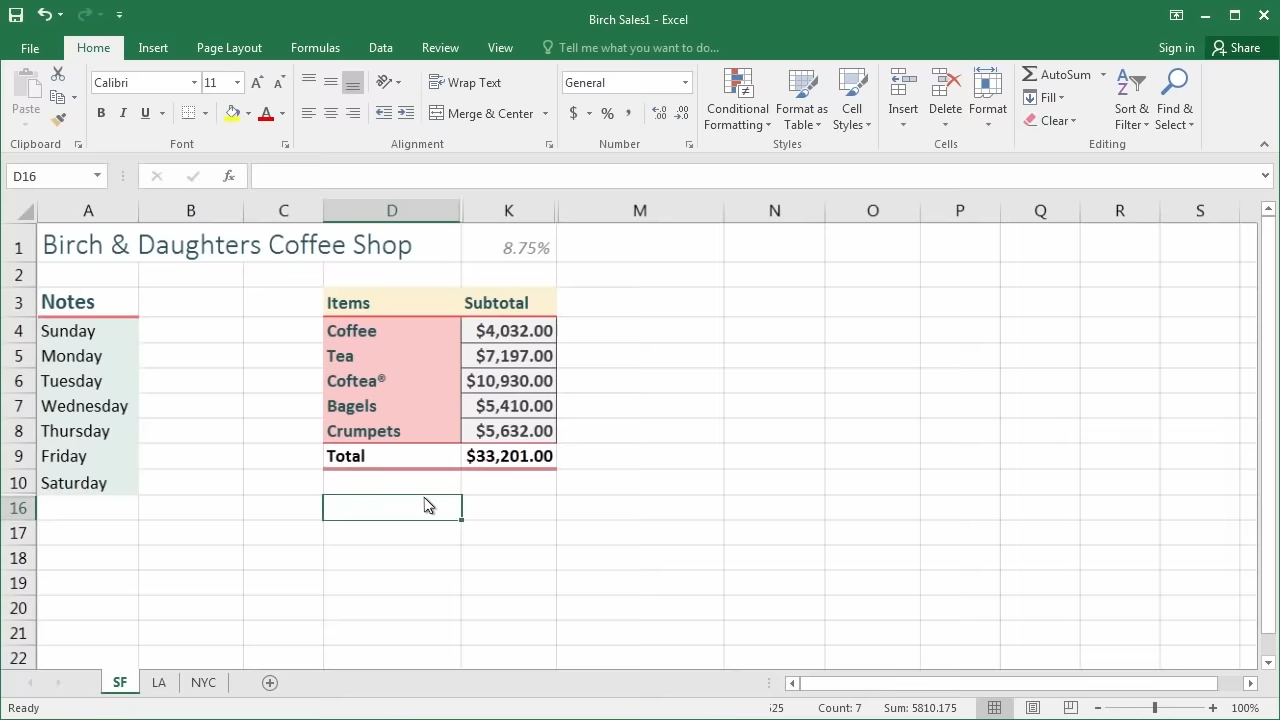 Birch Sales1 - Excel
File Home Insert Page Layout Formulas Data Review View Tell me what you want to do... Sign in Share
Paste
Clipboard
Calibri 11
B I U
Font
Wrap Text
Merge & Center
Alignment
General
$ % ,
Number
Conditional Formatting
Format as Table
Cell Styles
Styles
Insert Delete Format
Cells
AutoSum
Fill
Clear
Sort & Filter
Find & Select
Editing
D16 fx
A B C D K M N O P Q R S
1 Birch & Daughters Coffee Shop 8.75%
2
3 Notes Items Subtotal
4 Sunday Coffee $4,032.00
5 Monday Tea $7,197.00
6 Tuesday Coftea® $10,930.00
7 Wednesday Bagels $5,410.00
8 Thursday Crumpets $5,632.00
9 Friday Total $33,201.00
10 Saturday
16
17
18
19
20
21
22
SF LA NYC
Ready Count: 7 Sum: 5810.175 100%